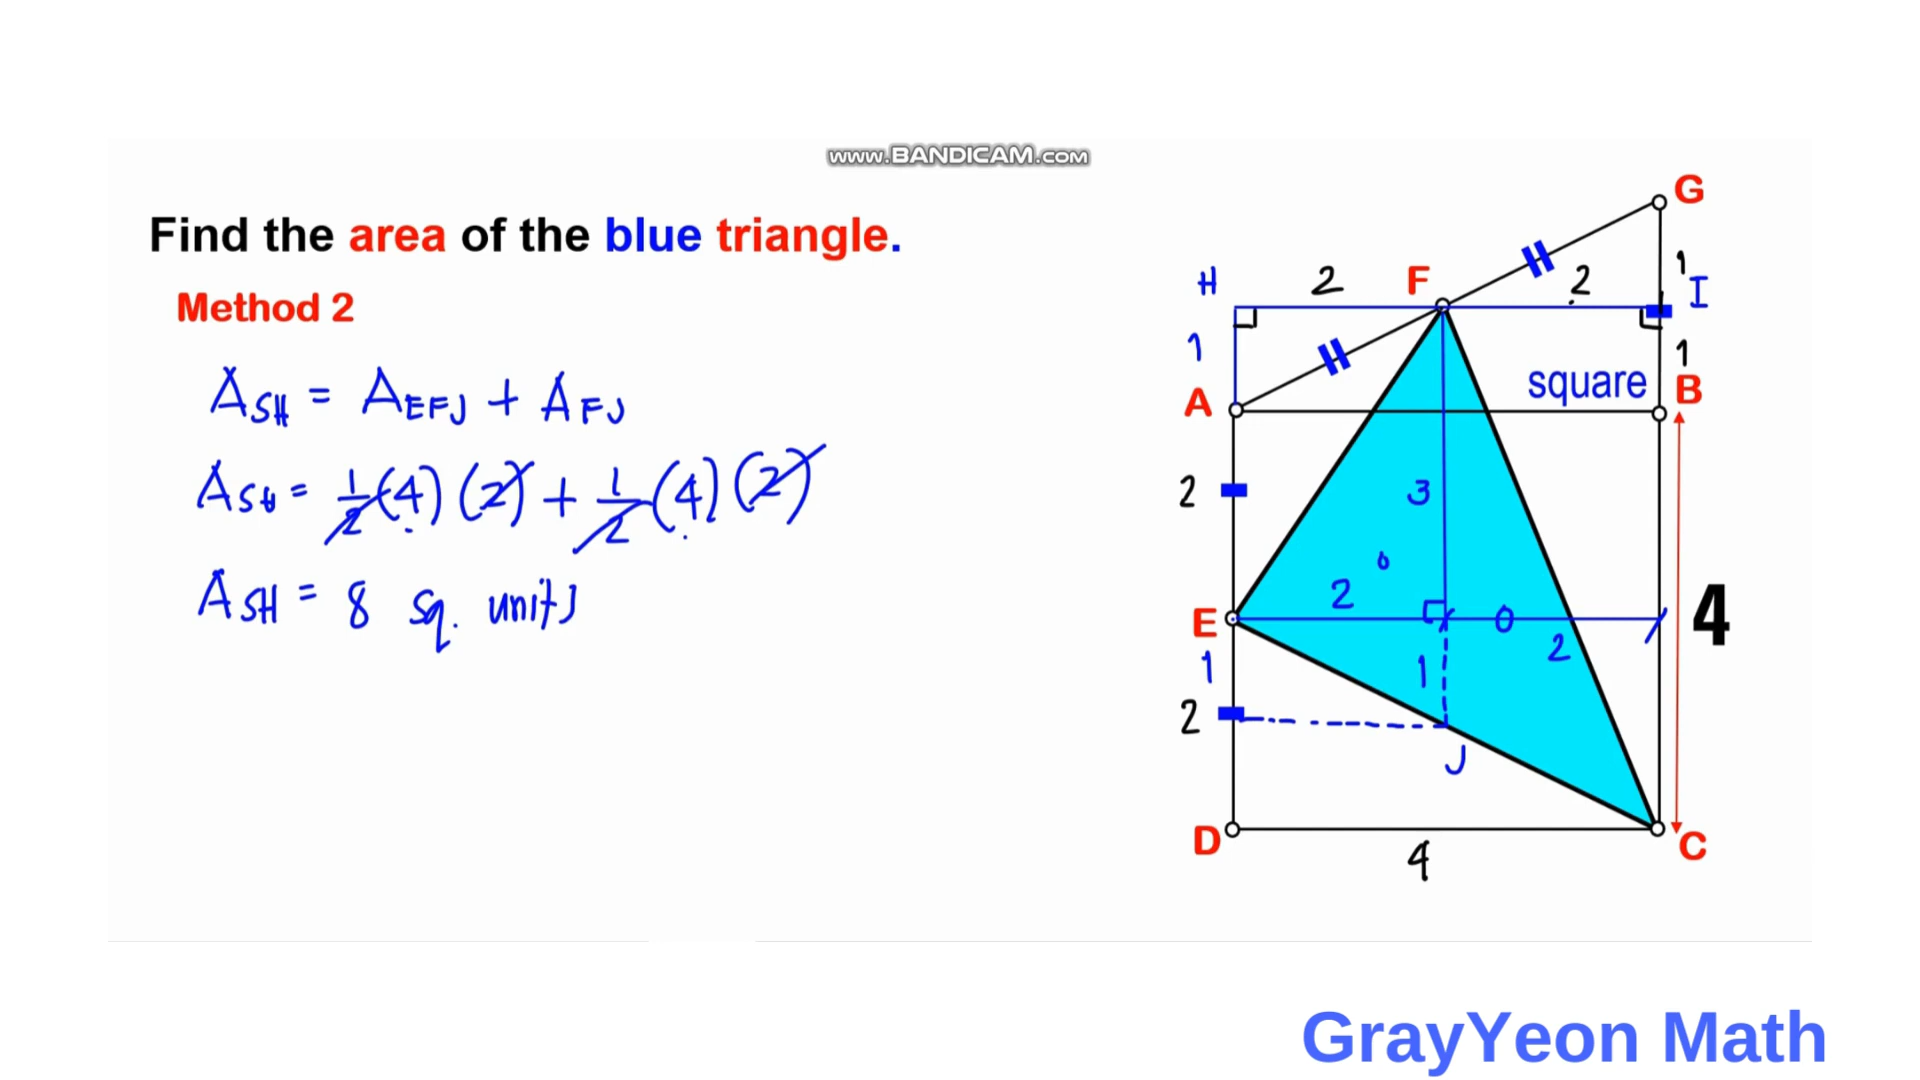 www.BANDICAM.com
Find the area of the blue triangle.
Method 2
A_SH = A_EFJ + A_FJ
A_SH = 1/2 (4) (2) + 1/2 (4) (2)
A_SH = 8 sq. units
G
1
H 2 F 2 I
1
1
A square B
2
3
2 4
E
1 1 2
2
J
D C
4
GrayYeon Math